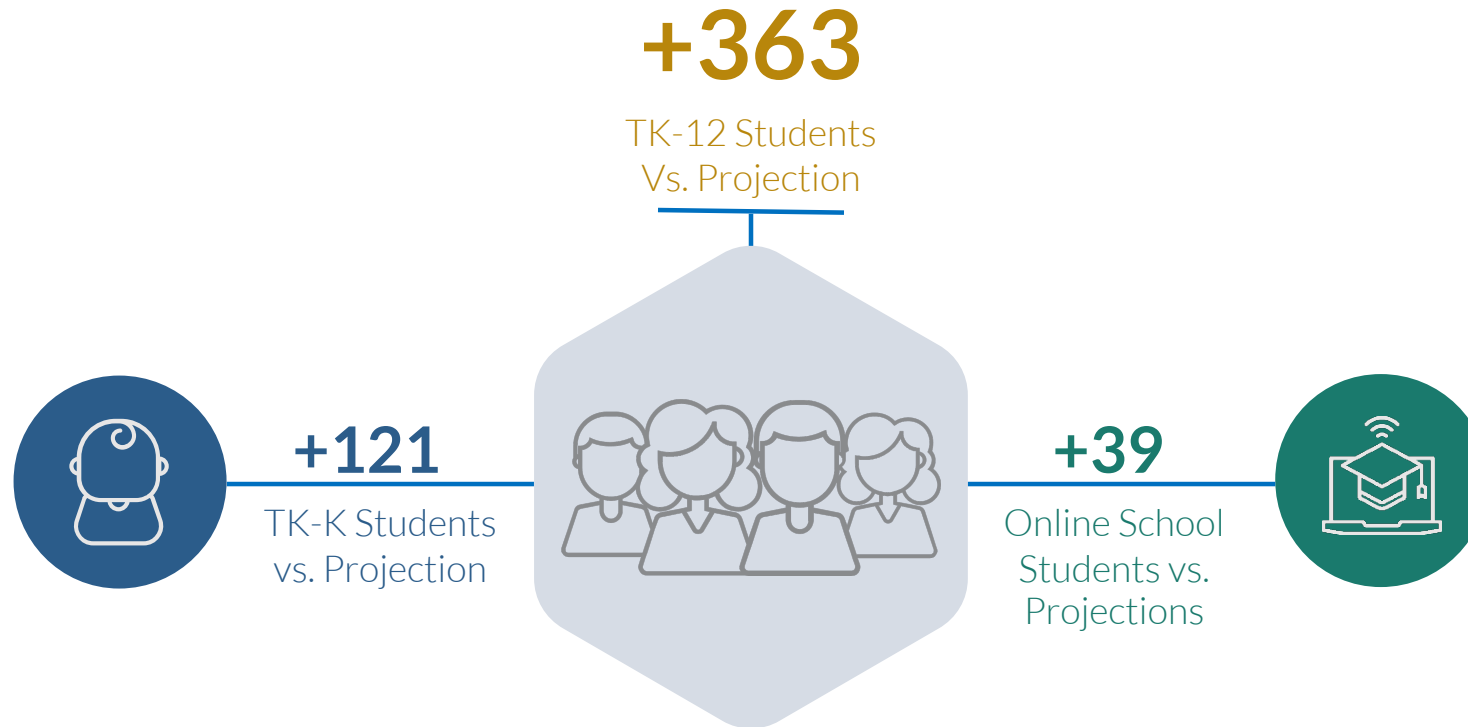 +363
TK-12 Students
Vs. Projection
+121
TK-K Students
vs. Projection
+39
Online School
Students vs.
Projections